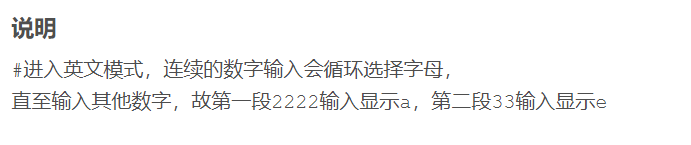 说明
#进入英文模式，连续的数字输入会循环选择字母，
直至输入其他数字，故第一段2222输入显示a，第二段33输入显示e